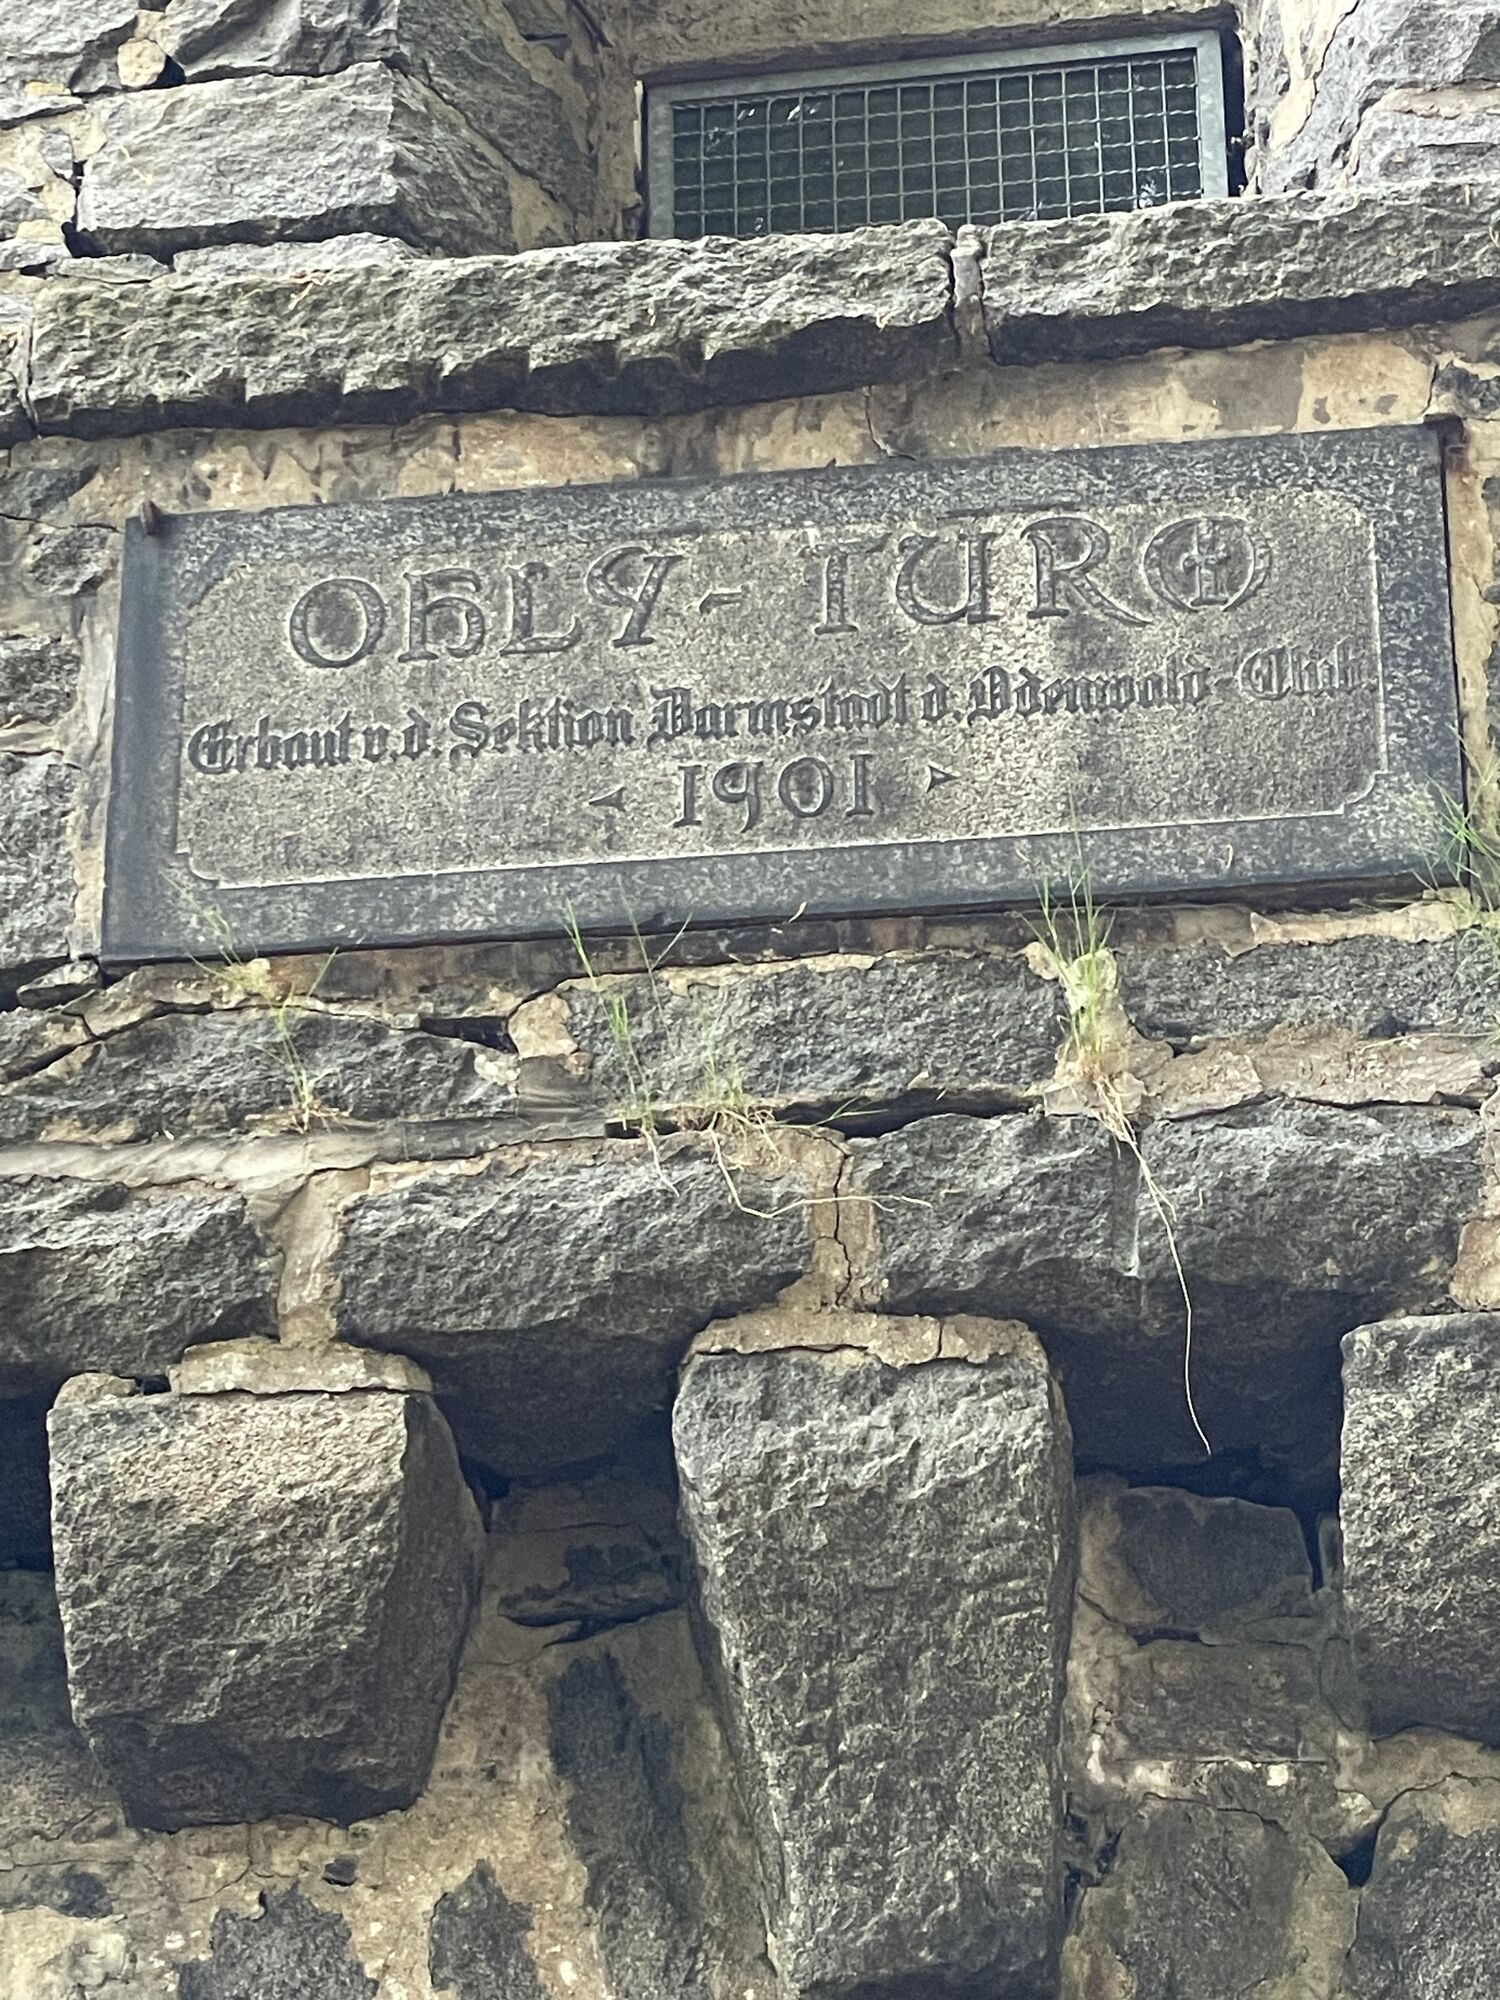 OHLY - TURM
Erbaut v. d. Sektion Darmstadt d. Odenwald-Club
1901